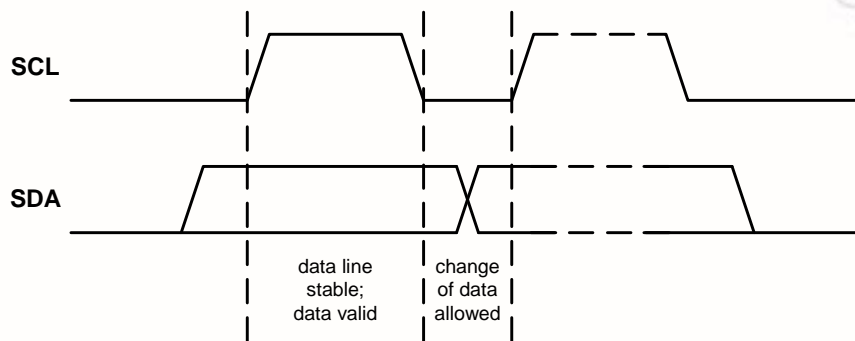 SCL
SDA
data line
stable;
data valid
change
of data
allowed